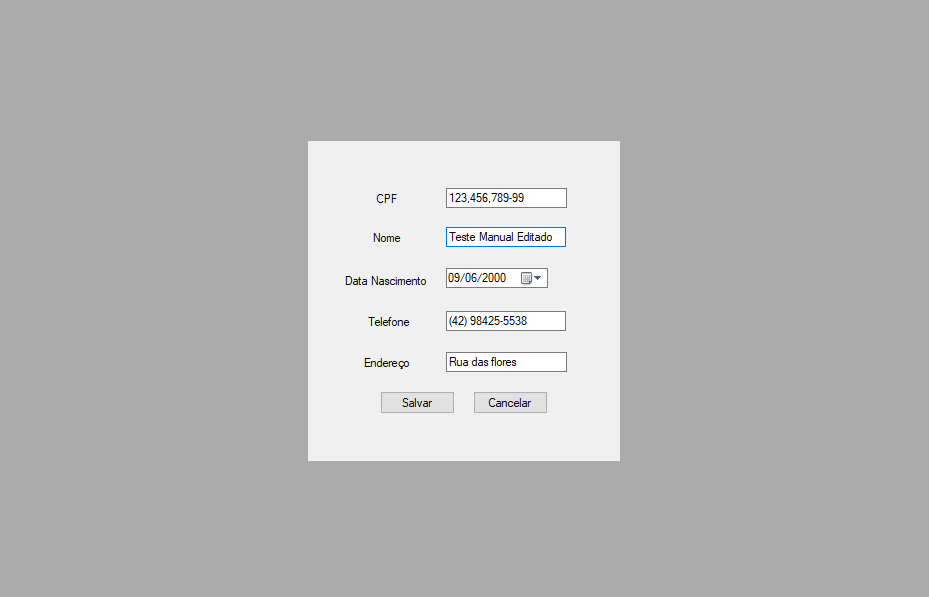 CPF 123,456,789-99
Nome Teste Manual Editado
Data Nascimento 09/06/2000
Telefone (42) 98425-5538
Endereço Rua das flores
Salvar Cancelar